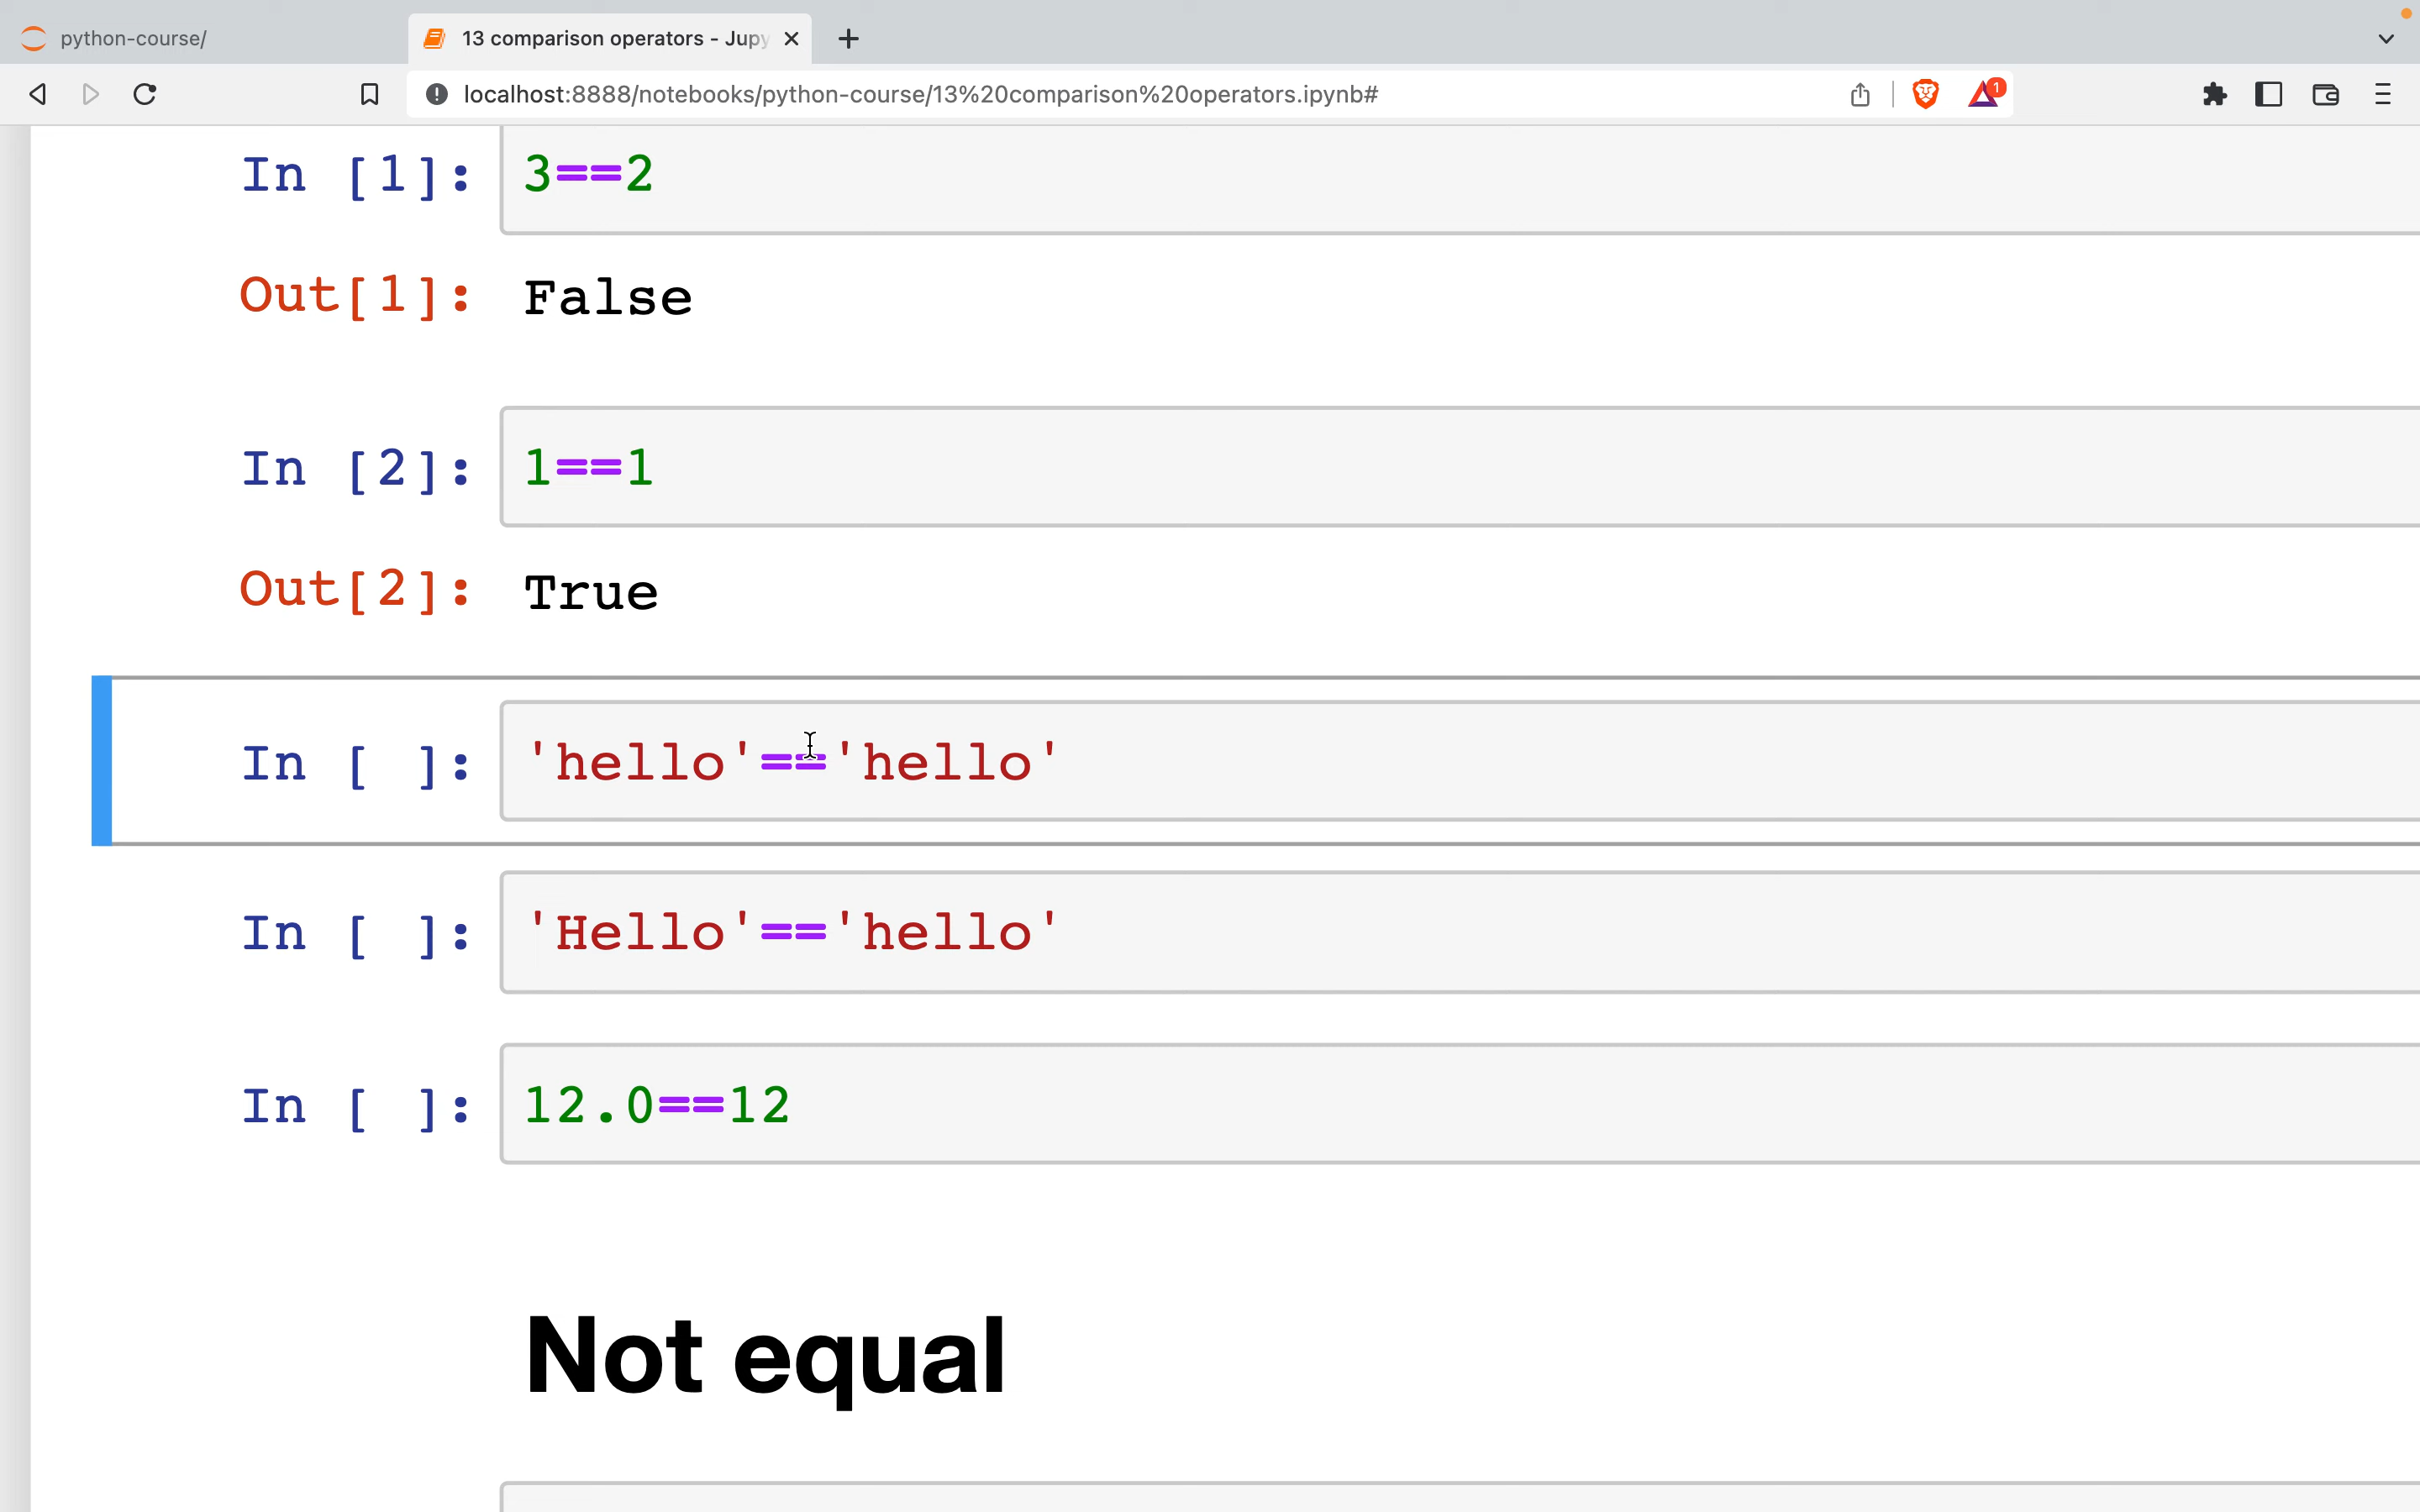 python-course/
13 comparison operators - Jupy
localhost:8888/notebooks/python-course/13%20comparison%20operators.ipynb#
1
In [1]: 3==2
Out[1]: False
In [2]: 1==1
Out[2]: True
In [ ]: 'hello'=='hello'
In [ ]: 'Hello'=='hello'
In [ ]: 12.0==12
Not equal